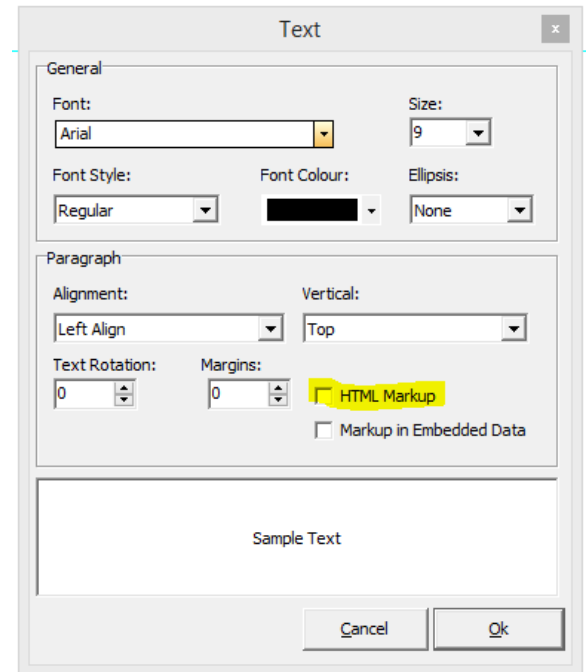 Text
x
General
Font: Size:
Arial 9
Font Style: Font Colour: Ellipsis:
Regular None
Paragraph
Alignment: Vertical:
Left Align Top
Text Rotation: Margins:
0 0 HTML Markup
Markup in Embedded Data
Sample Text
Cancel Ok